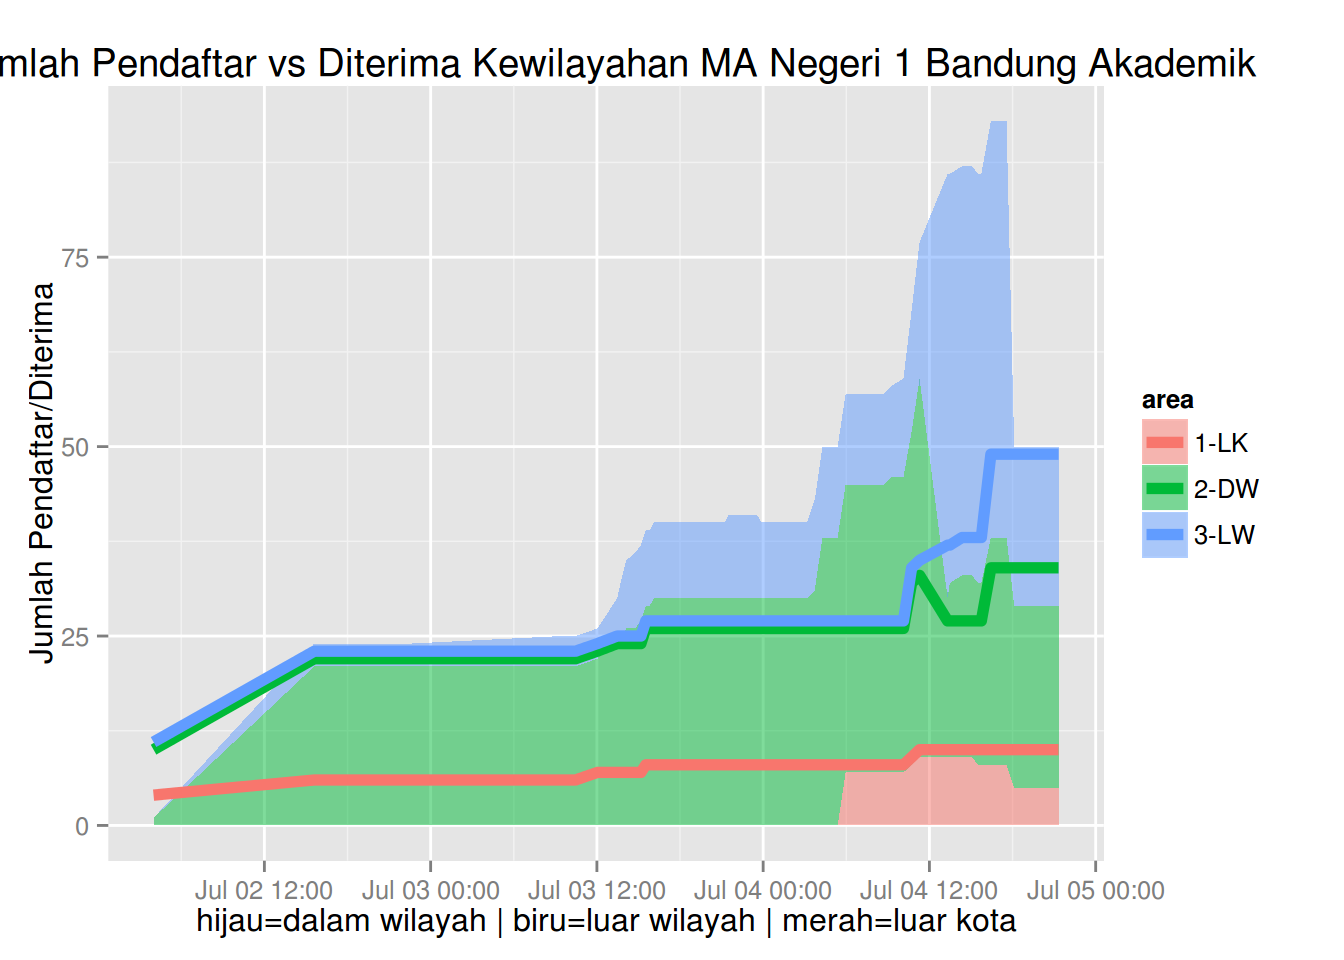 mlah Pendaftar vs Diterima Kewilayahan MA Negeri 1 Bandung Akademik
Jumlah Pendaftar/Diterima
75
50
25
0
area
1-LK
2-DW
3-LW
Jul 02 12:00
Jul 03 00:00
Jul 03 12:00
Jul 04 00:00
Jul 04 12:00
Jul 05 00:00
hijau=dalam wilayah | biru=luar wilayah | merah=luar kota